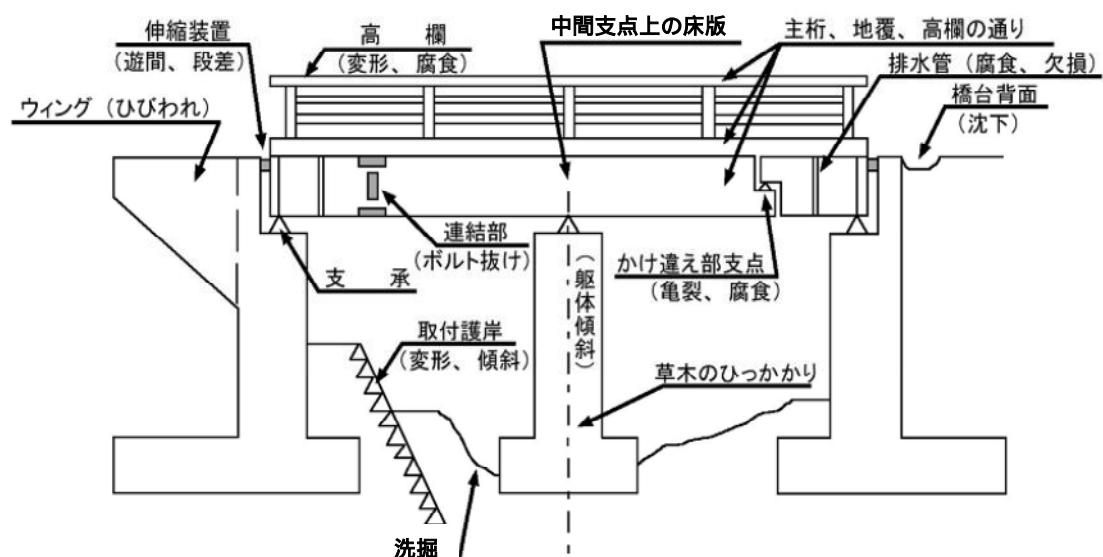 伸縮装置
(遊間、段差)
高　欄
(変形、腐食)
中間支点上の床版
主桁、地覆、高欄の通り
排水管(腐食、欠損)
橋台背面
(沈下)
ウィング(ひびわれ)
連結部
(ボルト抜け)
支　承
かけ違え部支点
(亀裂、腐食)
(躯体傾斜)
取付護岸
(変形、傾斜)
草木のひっかかり
洗掘